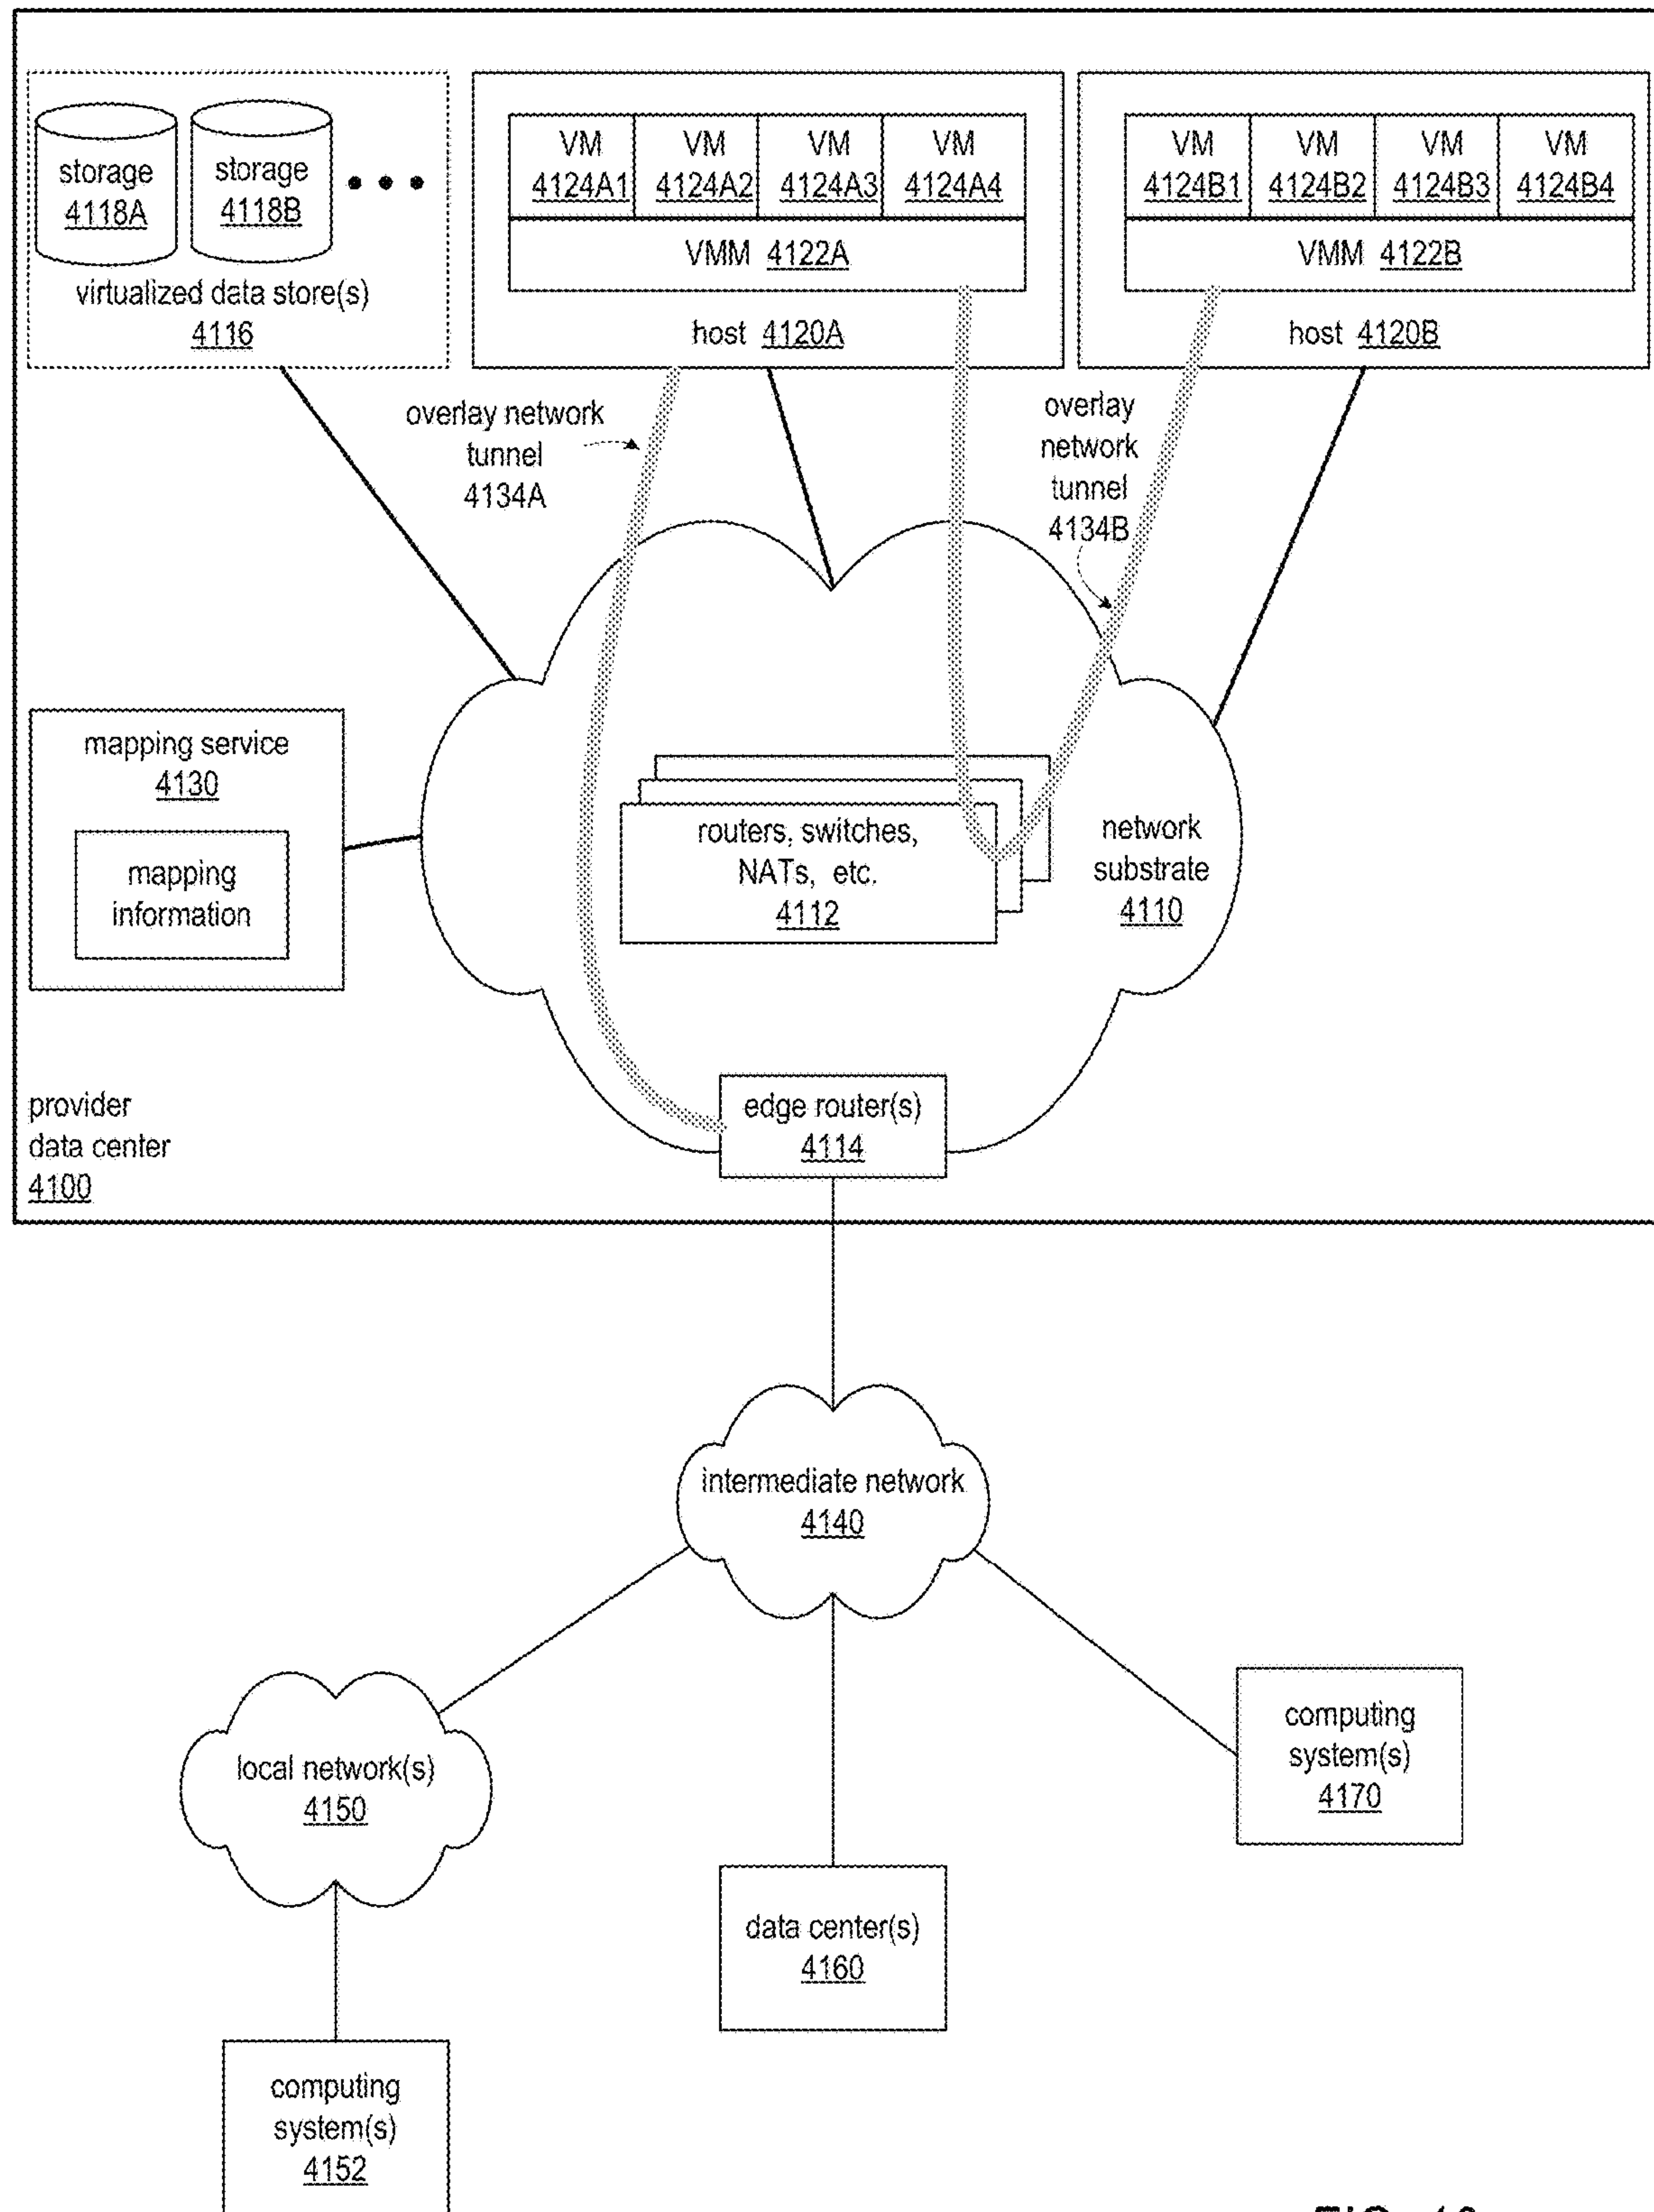 storage
4118A
storage
4118B
virtualized data store(s)
4116
VM
4124A1
VM
4124A2
VM
4124A3
VM
4124A4
VMM 4122A
host 4120A
VM
4124B1
VM
4124B2
VM
4124B3
VM
4124B4
VMM 4122B
host 4120B
overlay network
tunnel
4134A
overlay
network
tunnel
4134B
mapping service
4130
mapping
information
routers, switches,
NATs, etc.
4112
network
substrate
4110
edge router(s)
4114
provider
data center
4100
intermediate network
4140
local network(s)
4150
computing
system(s)
4170
data center(s)
4160
computing
system(s)
4152